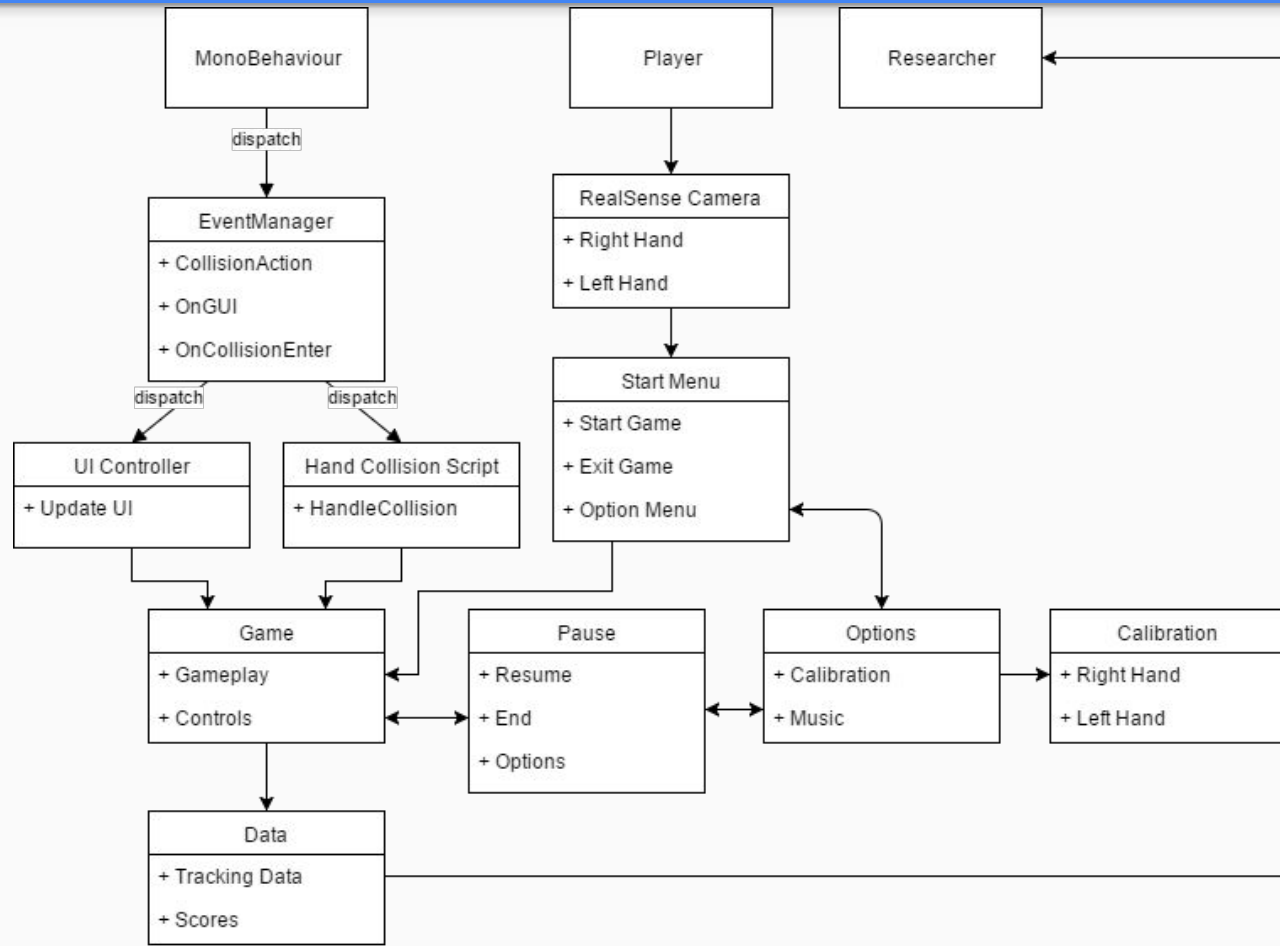 MonoBehaviour
Player
Researcher
dispatch
EventManager
+ CollisionAction
+ OnGUI
+ OnCollisionEnter
RealSense Camera
+ Right Hand
+ Left Hand
dispatch
dispatch
UI Controller
+ Update UI
Hand Collision Script
+ HandleCollision
Start Menu
+ Start Game
+ Exit Game
+ Option Menu
Game
+ Gameplay
+ Controls
Pause
+ Resume
+ End
+ Options
Options
+ Calibration
+ Music
Calibration
+ Right Hand
+ Left Hand
Data
+ Tracking Data
+ Scores